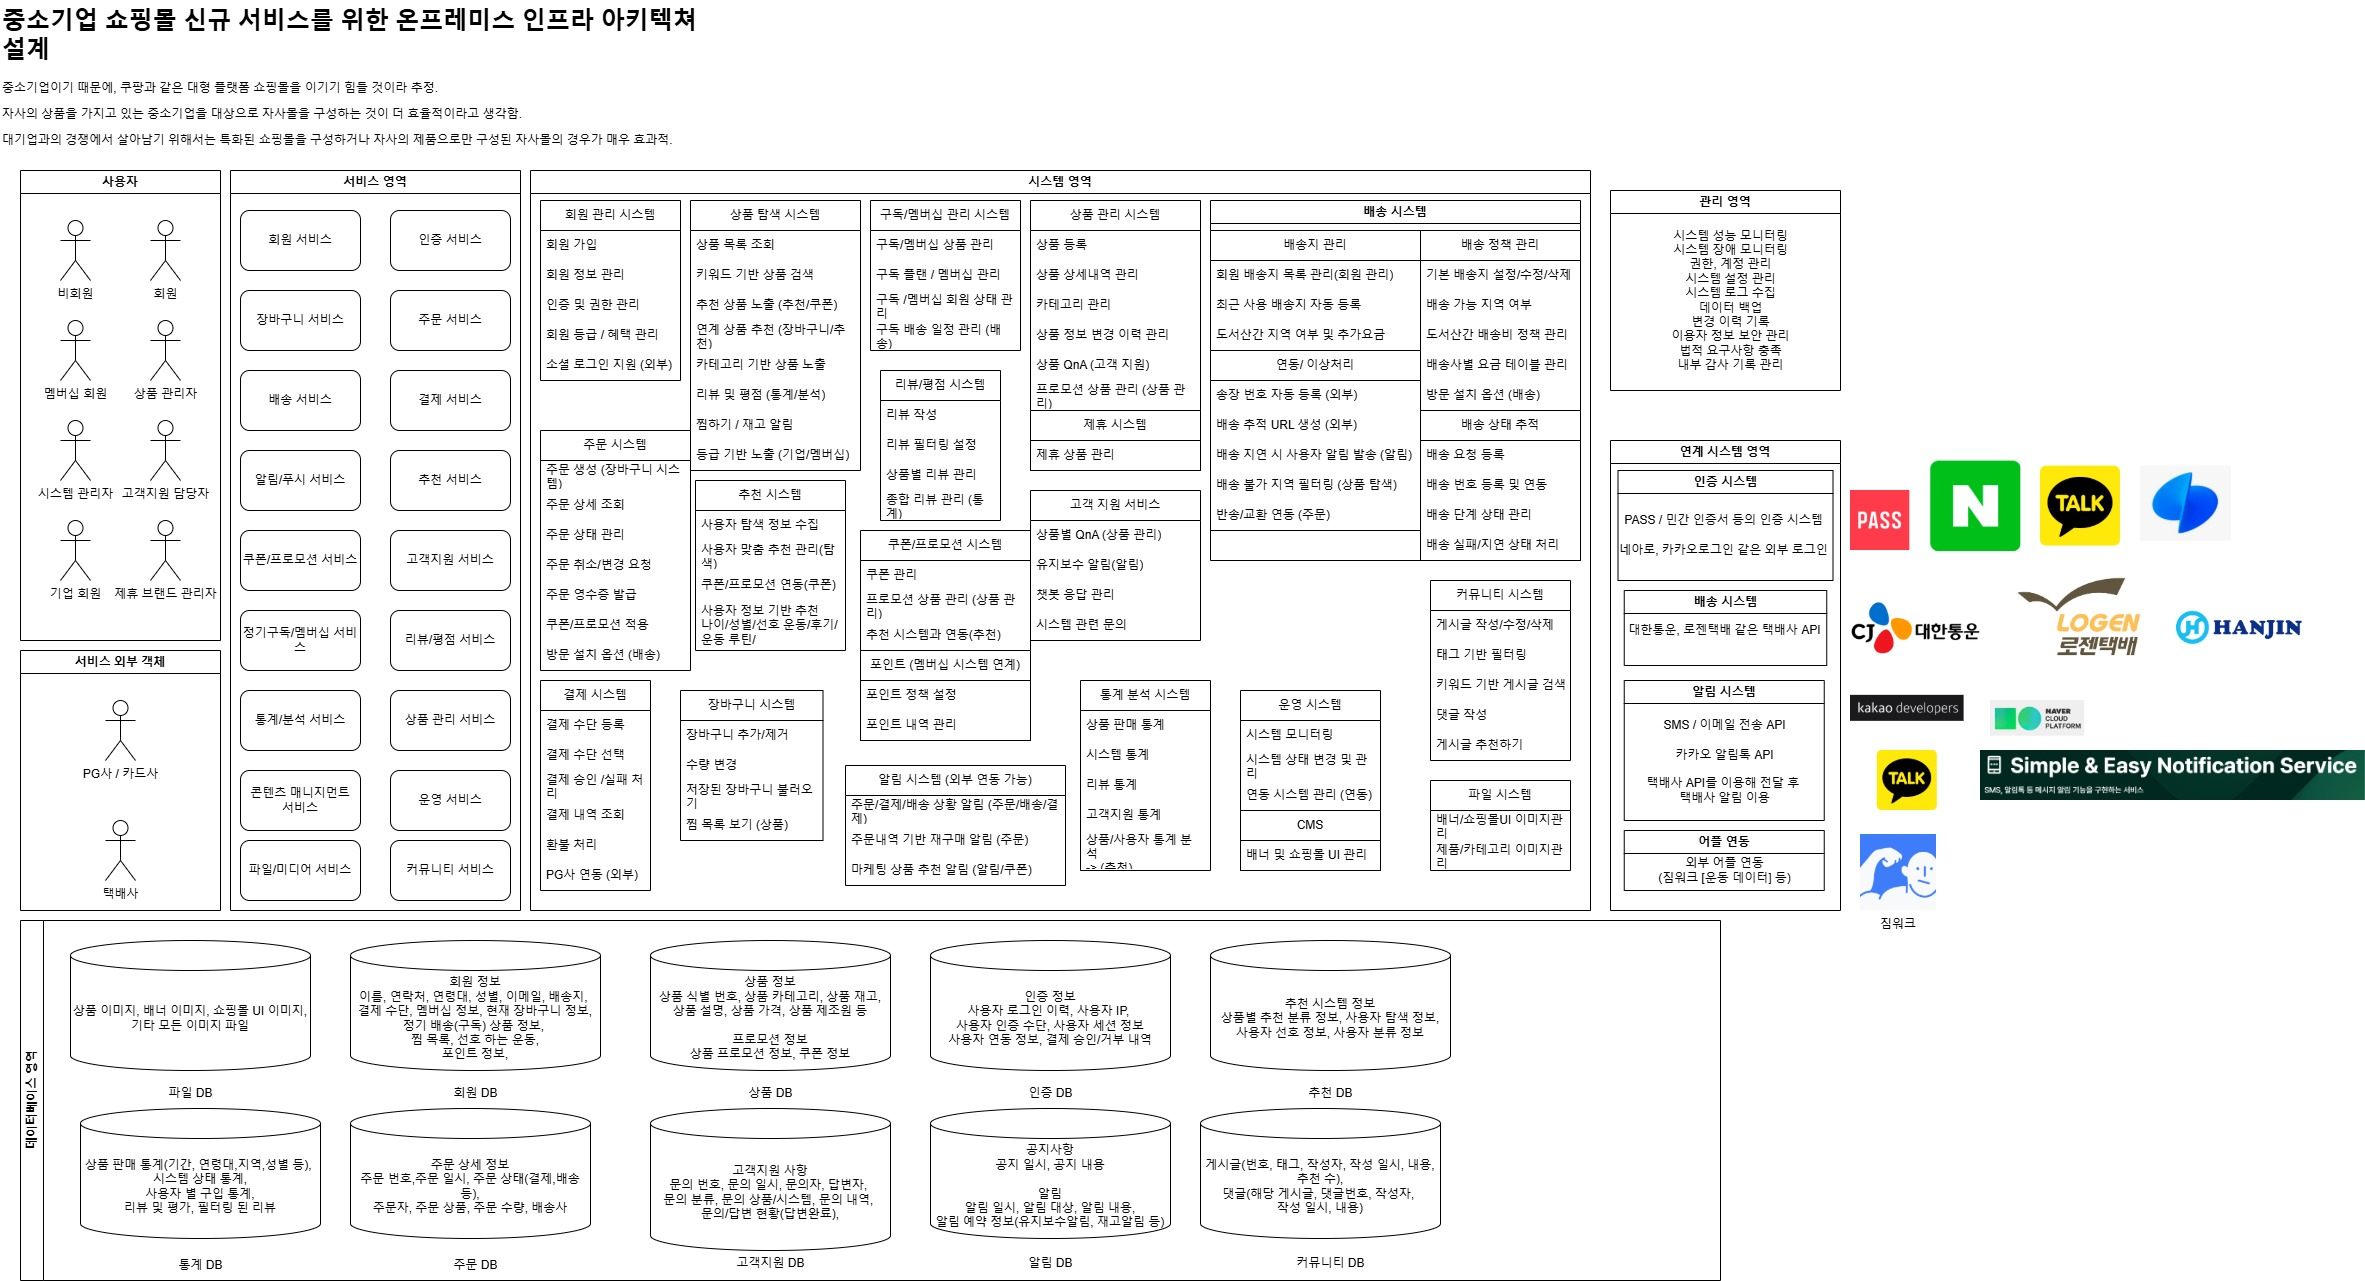 중소기업 쇼핑몰 신규 서비스를 위한 온프레미스 인프라 아키텍쳐
설계
중소기업이기 때문에, 쿠팡과 같은 대형 플랫폼 쇼핑몰을 이기기 힘들 것이라 추정.
자사의 상품을 가지고 있는 중소기업을 대상으로 자사몰을 구성하는 것이 더 효율적이라고 생각함.
대기업과의 경쟁에서 살아남기 위해서는 특화된 쇼핑몰을 구성하거나 자사의 제품으로만 구성된 자사몰의 경우가 매우 효과적.
사용자
비회원
회원
멤버십 회원
상품 관리자
시스템 관리자
고객지원 담당자
기업 회원
제휴 브랜드 관리자
서비스 외부 객체
PG사 / 카드사
택배사
서비스 영역
회원 서비스
인증 서비스
장바구니 서비스
주문 서비스
배송 서비스
결제 서비스
알림/푸시 서비스
추천 서비스
쿠폰/프로모션 서비스
고객지원 서비스
정기구독/멤버십 서비
스
리뷰/평점 서비스
통계/분석 서비스
상품 관리 서비스
콘텐츠 매니지먼트
서비스
운영 서비스
파일/미디어 서비스
커뮤니티 서비스
시스템 영역
회원 관리 시스템
회원 가입
회원 정보 관리
인증 및 권한 관리
회원 등급 / 혜택 관리
소셜 로그인 지원 (외부)
주문 시스템
주문 생성 (장바구니 시스
템)
주문 상세 조회
주문 상태 관리
주문 취소/변경 요청
주문 영수증 발급
쿠폰/프로모션 적용
방문 설치 옵션 (배송)
결제 시스템
결제 수단 등록
결제 수단 선택
결제 승인 /실패 처
리
결제 내역 조회
환불 처리
PG사 연동 (외부)
상품 탐색 시스템
상품 목록 조회
키워드 기반 상품 검색
추천 상품 노출 (추천/쿠폰)
연계 상품 추천 (장바구니/추
천)
카테고리 기반 상품 노출
리뷰 및 평점 (통계/분석)
찜하기 / 재고 알림
등급 기반 노출 (기업/멤버십)
추천 시스템
사용자 탐색 정보 수집
사용자 맞춤 추천 관리(탐
색)
쿠폰/프로모션 연동(쿠폰)
사용자 정보 기반 추천
나이/성별/선호 운동/후기/
운동 루틴/
장바구니 시스템
장바구니 추가/제거
수량 변경
저장된 장바구니 불러오
기
찜 목록 보기 (상품)
구독/멤버십 관리 시스템
구독/멤버십 상품 관리
구독 플랜 / 멤버십 관리
구독 /멤버십 회원 상태 관
리
구독 배송 일정 관리 (배
송)
리뷰/평점 시스템
리뷰 작성
리뷰 필터링 설정
상품별 리뷰 관리
종합 리뷰 관리 (통
계)
쿠폰/프로모션 시스템
쿠폰 관리
프로모션 상품 관리 (상품 관
리)
추천 시스템과 연동(추천)
포인트 (멤버십 시스템 연계)
포인트 정책 설정
포인트 내역 관리
알림 시스템 (외부 연동 가능)
주문/결제/배송 상황 알림 (주문/배송/결
제)
주문내역 기반 재구매 알림 (주문)
마케팅 상품 추천 알림 (알림/쿠폰)
상품 관리 시스템
상품 등록
상품 상세내역 관리
카테고리 관리
상품 정보 변경 이력 관리
상품 QnA (고객 지원)
프로모션 상품 관리 (상품 관
리)
제휴 시스템
제휴 상품 관리
고객 지원 서비스
상품별 QnA (상품 관리)
유지보수 알림(알림)
챗봇 응답 관리
시스템 관련 문의
통계 분석 시스템
상품 판매 통계
시스템 통계
리뷰 통계
고객지원 통계
상품/사용자 통계 분
석
-> (추천)
배송 시스템
배송지 관리
회원 배송지 목록 관리(회원 관리)
최근 사용 배송지 자동 등록
도서산간 지역 여부 및 추가요금
연동/ 이상처리
송장 번호 자동 등록 (외부)
배송 추적 URL 생성 (외부)
배송 지연 시 사용자 알림 발송 (알림)
배송 불가 지역 필터링 (상품 탐색)
반송/교환 연동 (주문)
배송 정책 관리
기본 배송지 설정/수정/삭제
배송 가능 지역 여부
도서산간 배송비 정책 관리
배송사별 요금 테이블 관리
방문 설치 옵션 (배송)
배송 상태 추적
배송 요청 등록
배송 번호 등록 및 연동
배송 단계 상태 관리
배송 실패/지연 상태 처리
운영 시스템
시스템 모니터링
시스템 상태 변경 및 관
리
연동 시스템 관리 (연동)
CMS
배너 및 쇼핑몰 UI 관리
커뮤니티 시스템
게시글 작성/수정/삭제
태그 기반 필터링
키워드 기반 게시글 검색
댓글 작성
게시글 추천하기
파일 시스템
배너/쇼핑몰UI 이미지관
리
제품/카테고리 이미지관
리
관리 영역
시스템 성능 모니터링
시스템 장애 모니터링
권한, 계정 관리
시스템 설정 관리
시스템 로그 수집
데이터 백업
변경 이력 기록
이용자 정보 보안 관리
법적 요구사항 충족
내부 감사 기록 관리
연계 시스템 영역
인증 시스템
PASS / 민간 인증서 등의 인증 시스템
네아로, 카카오로그인 같은 외부 로그인
배송 시스템
대한통운, 로젠택배 같은 택배사 API
알림 시스템
SMS / 이메일 전송 API
카카오 알림톡 API
택배사 API를 이용해 전달 후
택배사 알림 이용
어플 연동
외부 어플 연동
(짐워크 [운동 데이터] 등)
PASS
N
TALK
CJ 대한통운
LOGEN
로젠택배
H HANJIN
kakao developers
NAVER
CLOUD
PLATFORM
TALK
Simple & Easy Notification Service
SMS, 알림톡 등 메시지 알림 기능을 구현하는 서비스
짐워크
데이터베이스 영역
상품 이미지, 배너 이미지, 쇼핑몰 UI 이미지,
기타 모든 이미지 파일
파일 DB
회원 정보
이름, 연락처, 연령대, 성별, 이메일, 배송지,
결제 수단, 멤버십 정보, 현재 장바구니 정보,
정기 배송(구독) 상품 정보,
찜 목록, 선호 하는 운동,
포인트 정보,
회원 DB
상품 정보
상품 식별 번호, 상품 카테고리, 상품 재고,
상품 설명, 상품 가격, 상품 제조원 등
프로모션 정보
상품 프로모션 정보, 쿠폰 정보
상품 DB
인증 정보
사용자 로그인 이력, 사용자 IP,
사용자 인증 수단, 사용자 세션 정보
사용자 연동 정보, 결제 승인/거부 내역
인증 DB
추천 시스템 정보
상품별 추천 분류 정보, 사용자 탐색 정보,
사용자 선호 정보, 사용자 분류 정보
추천 DB
상품 판매 통계(기간, 연령대,지역,성별 등),
시스템 상태 통계,
사용자 별 구입 통계,
리뷰 및 평가, 필터링 된 리뷰
통계 DB
주문 상세 정보
주문 번호,주문 일시, 주문 상태(결제,배송
등),
주문자, 주문 상품, 주문 수량, 배송사
주문 DB
고객지원 사항
문의 번호, 문의 일시, 문의자, 답변자,
문의 분류, 문의 상품/시스템, 문의 내역,
문의/답변 현황(답변완료),
고객지원 DB
공지사항
공지 일시, 공지 내용
알림
알림 일시, 알림 대상, 알림 내용,
알림 예약 정보(유지보수알림, 재고알림 등)
알림 DB
게시글(번호, 태그, 작성자, 작성 일시, 내용,
추천 수),
댓글(해당 게시글, 댓글번호, 작성자,
작성 일시, 내용)
커뮤니티 DB